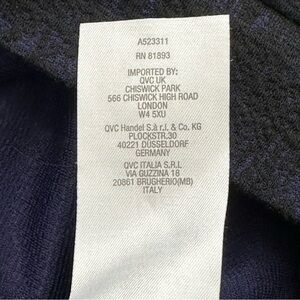 A523311
RN 81893
IMPORTED BY:
QVC UK
CHISWICK PARK
566 CHISWICK HIGH ROAD
LONDON
W4 5XU
QVC Handel S.à r.l. & Co. KG
PLOCKSTR.30
40221 DÜSSELDORF
GERMANY
QVC ITALIA S.R.L
VIA GUZZINA 18
20861 BRUGHERIO(MB)
ITALY